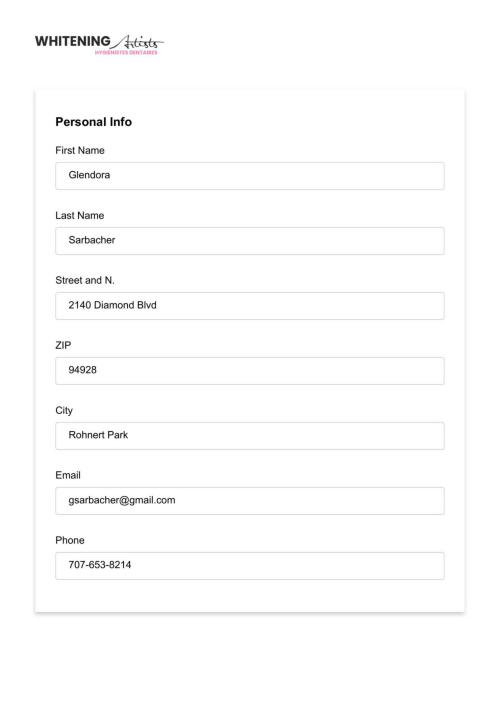 WHITENING Artists
HYGIÉNISTES DENTAIRES
Personal Info
First Name
Glendora
Last Name
Sarbacher
Street and N.
2140 Diamond Blvd
ZIP
94928
City
Rohnert Park
Email
gsarbacher@gmail.com
Phone
707-653-8214